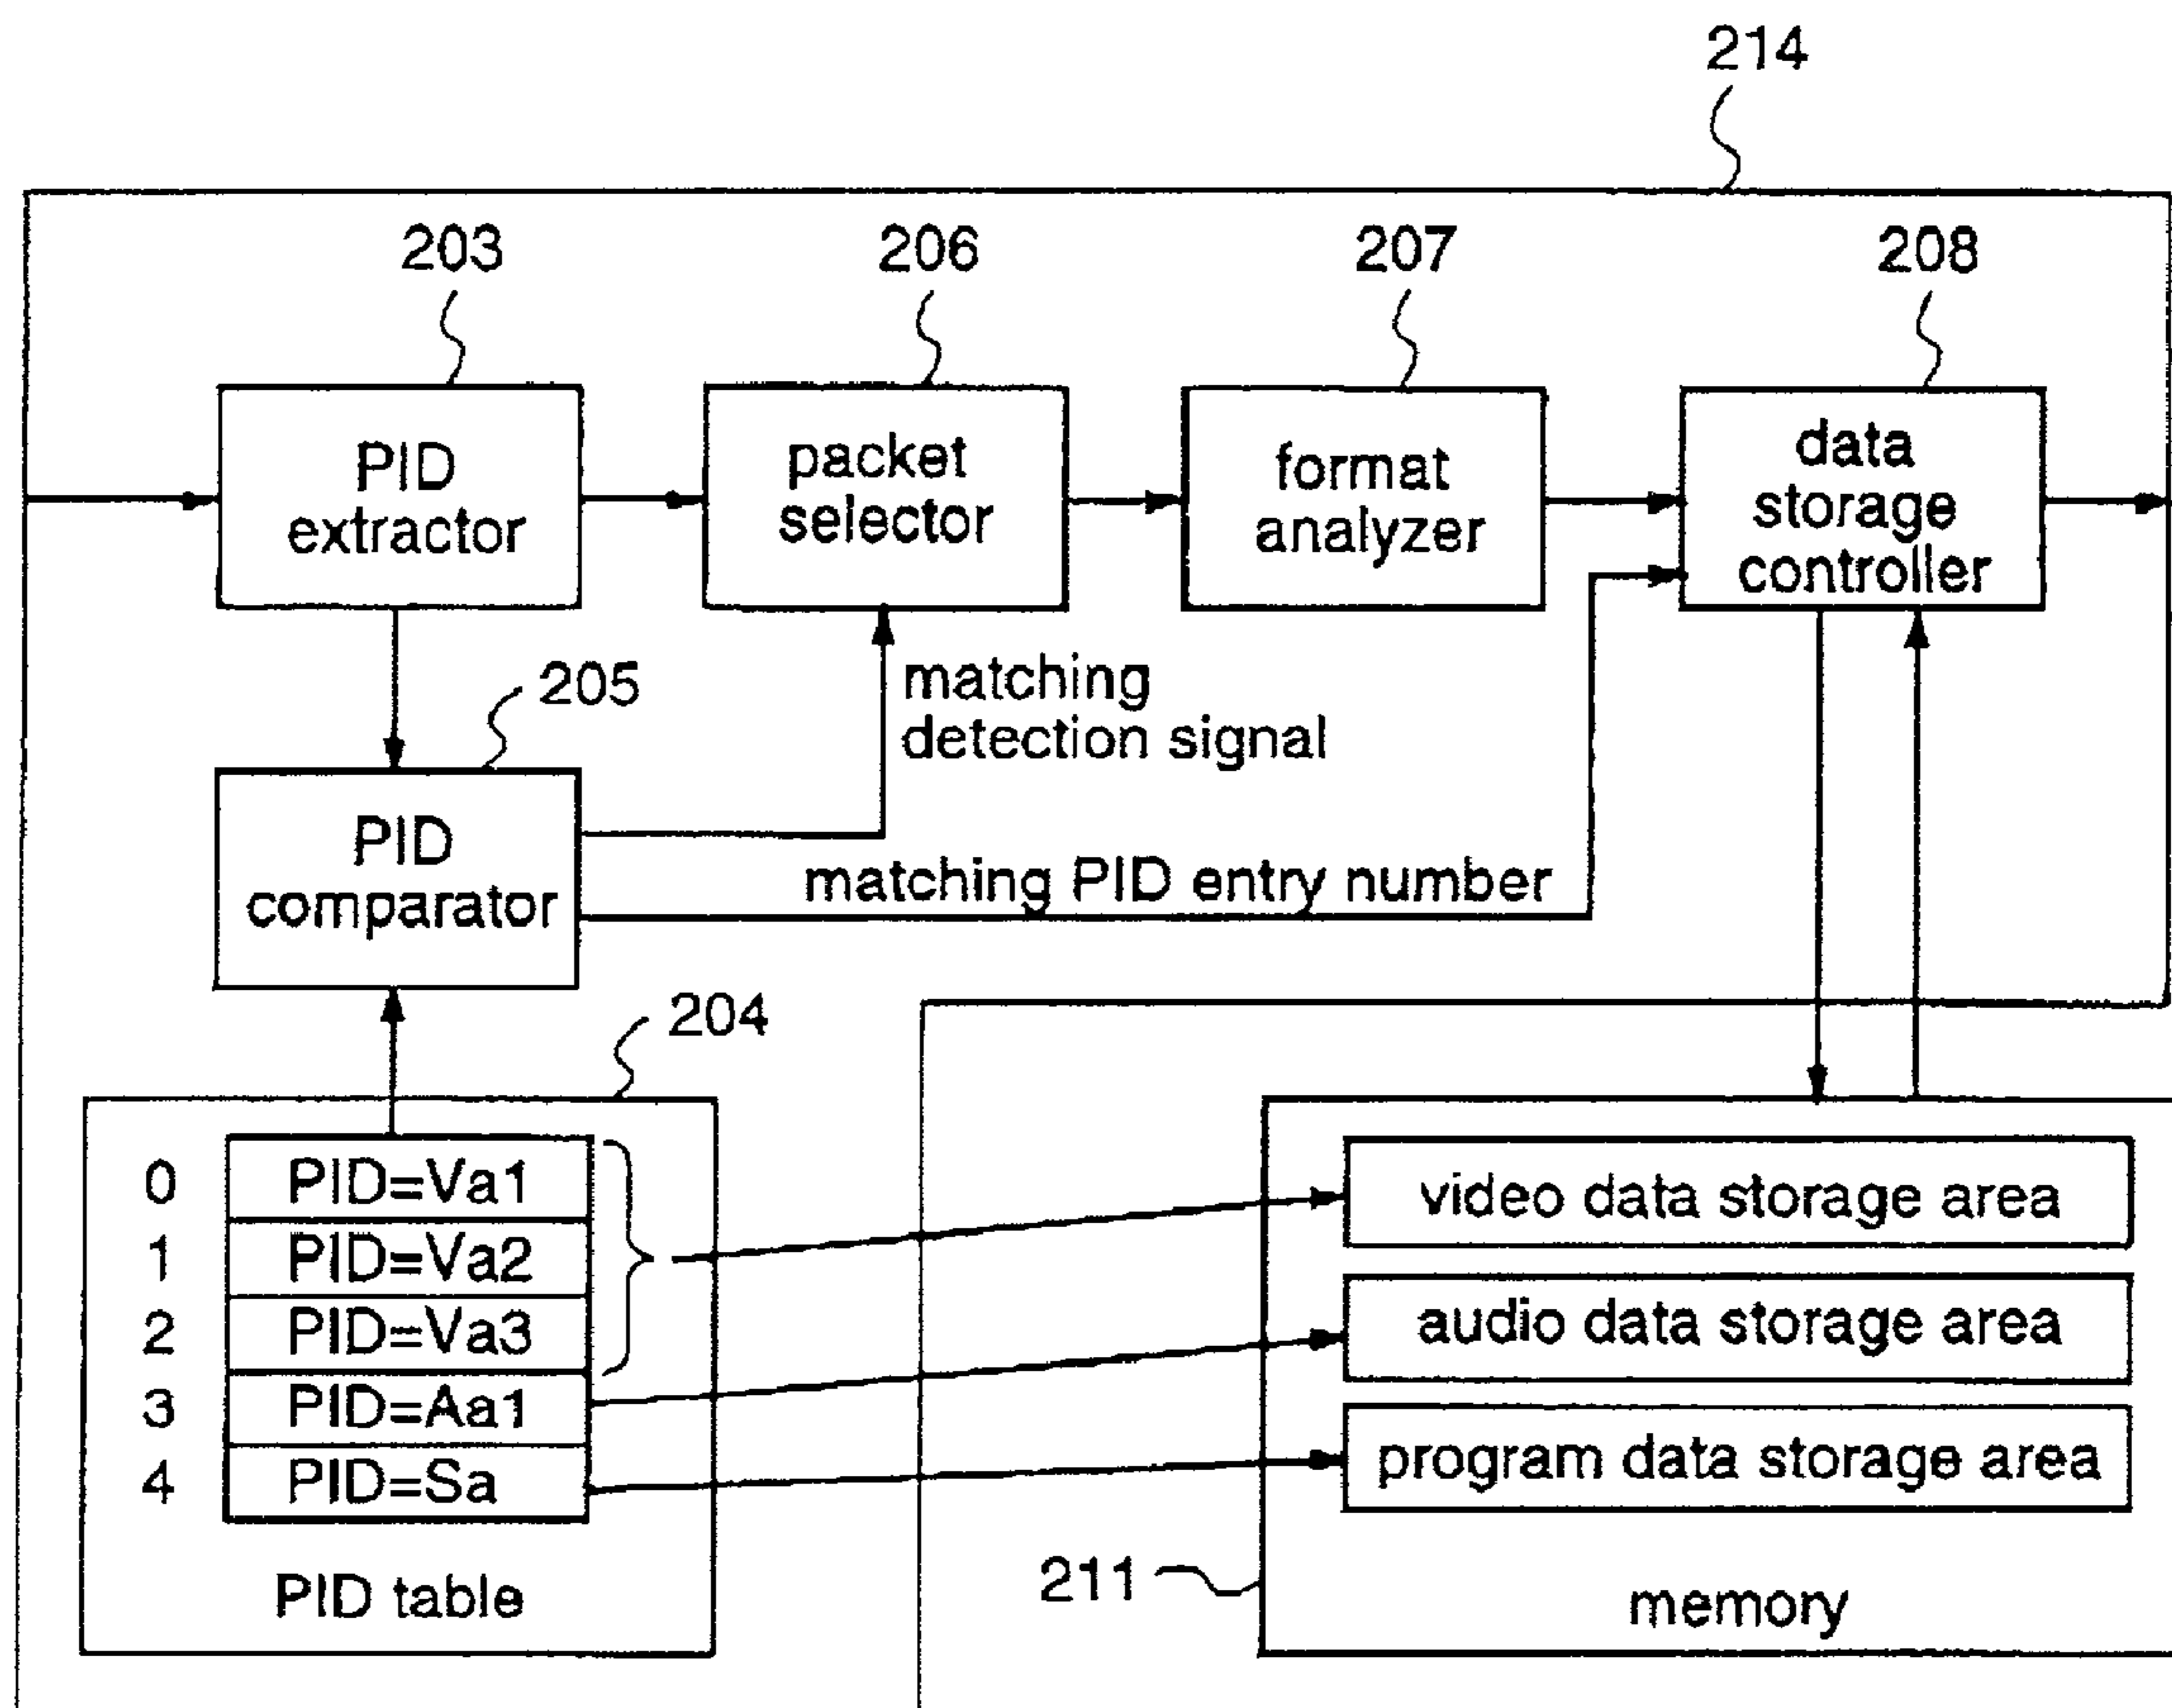 214
203
206
207
208
PID
extractor
packet
selector
format
analyzer
data
storage
controller
205
matching
detection signal
PID
comparator
matching PID entry number
204
0 PID=Va1
1 PID=Va2
2 PID=Va3
3 PID=Aa1
4 PID=Sa
PID table
video data storage area
audio data storage area
program data storage area
211
memory